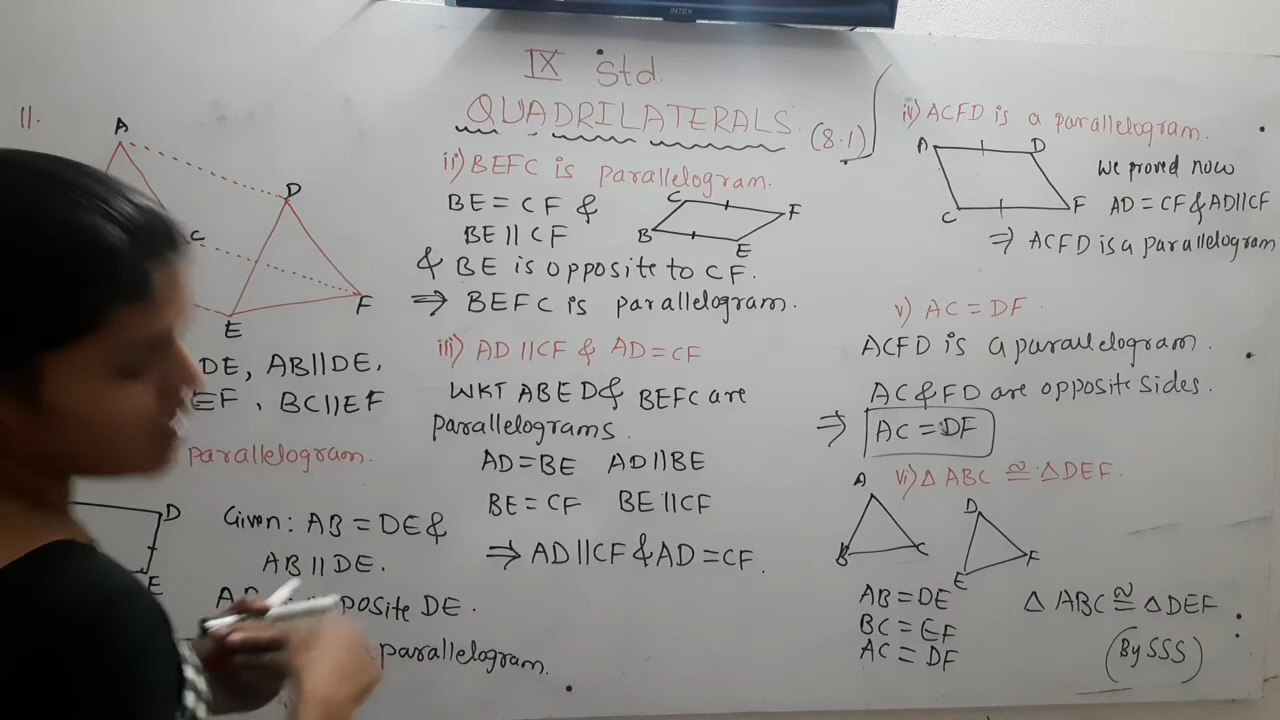 INTEX
IX Std.
QUADRILATERALS. (8.1)
11.
A
D
C
F
E
DE, AB||DE,
EF, BC||EF
parallelogram.
D
E
Given: AB = DE &
AB || DE.
opposite DE.
parallelogram.
ii) BEFC is parallelogram.
BE = CF &
BE || CF
C
F
B
E
& BE is opposite to CF.
⇒ BEFC is parallelogram.
iii) AD || CF & AD = CF
WKT ABED & BEFC are
parallelograms.
AD = BE AD || BE
BE = CF BE || CF
⇒ AD || CF & AD = CF.
iv) ACFD is a parallelogram.
A
D
C
F
We proved now
AD = CF & AD || CF
⇒ ACFD is a parallelogram
v) AC = DF.
ACFD is a parallelogram.
AC & FD are opposite sides.
⇒ AC = DF
vi) Δ ABC ≅ Δ DEF.
A
B
C
D
E
F
AB = DE
BC = EF
AC = DF
Δ ABC ≅ Δ DEF
(By SSS)